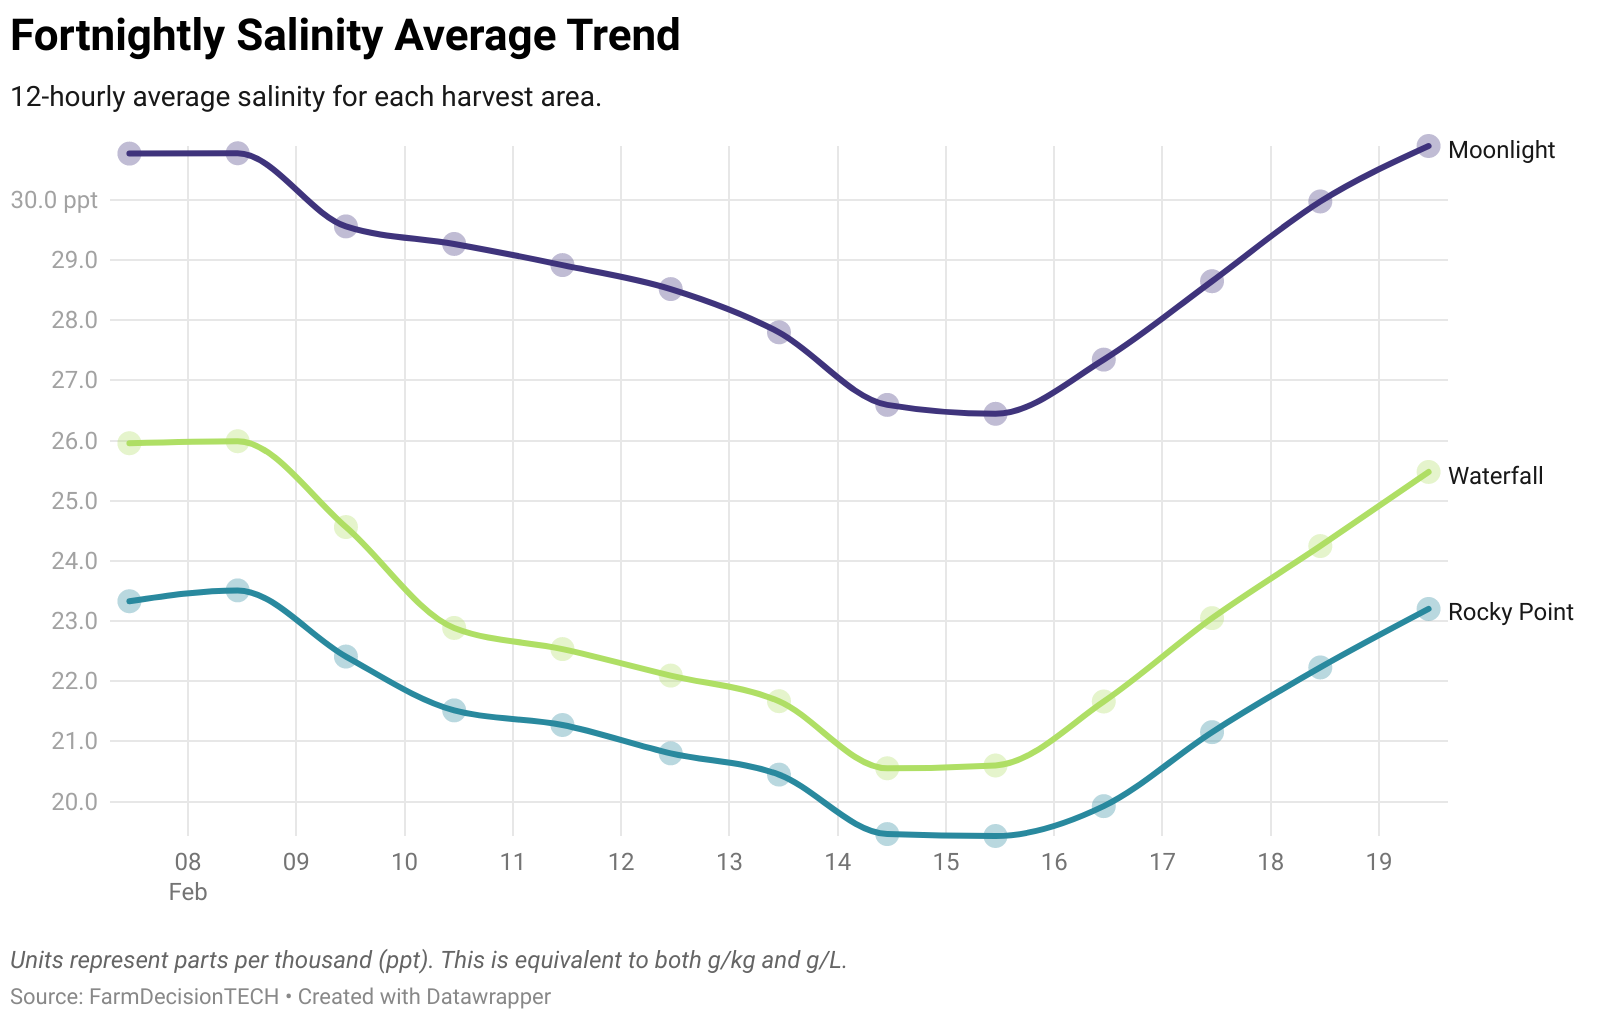 Fortnightly Salinity Average Trend
12-hourly average salinity for each harvest area.
Moonlight
30.0 ppt
29.0
28.0
27.0
26.0
Waterfall
25.0
24.0
23.0
Rocky Point
22.0
21.0
20.0
08 09 10 11 12 13 14 15 16 17 18 19
Feb
Units represent parts per thousand (ppt). This is equivalent to both g/kg and g/L.
Source: FarmDecisionTECH • Created with Datawrapper